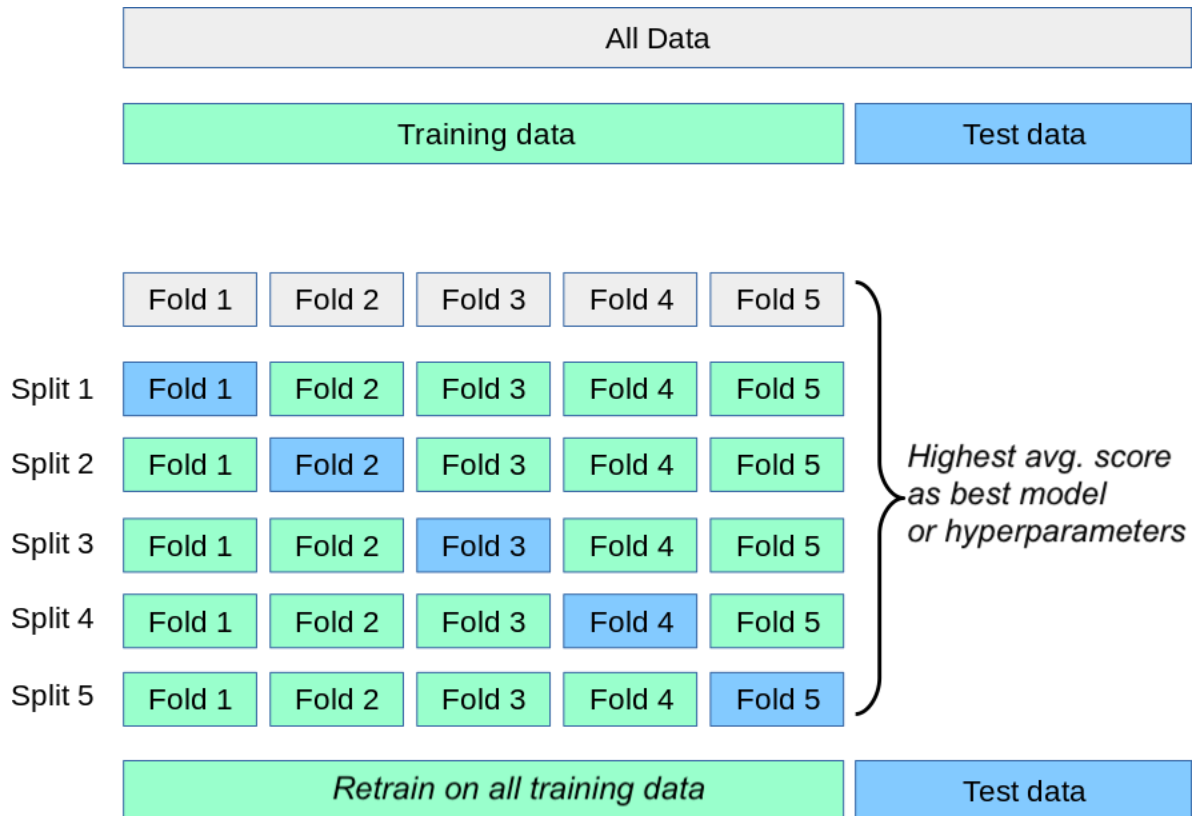 All Data
Training data Test data
Fold 1 Fold 2 Fold 3 Fold 4 Fold 5
Split 1 Fold 1 Fold 2 Fold 3 Fold 4 Fold 5
Split 2 Fold 1 Fold 2 Fold 3 Fold 4 Fold 5
Split 3 Fold 1 Fold 2 Fold 3 Fold 4 Fold 5
Split 4 Fold 1 Fold 2 Fold 3 Fold 4 Fold 5
Split 5 Fold 1 Fold 2 Fold 3 Fold 4 Fold 5
Highest avg. score
as best model
or hyperparameters
Retrain on all training data Test data